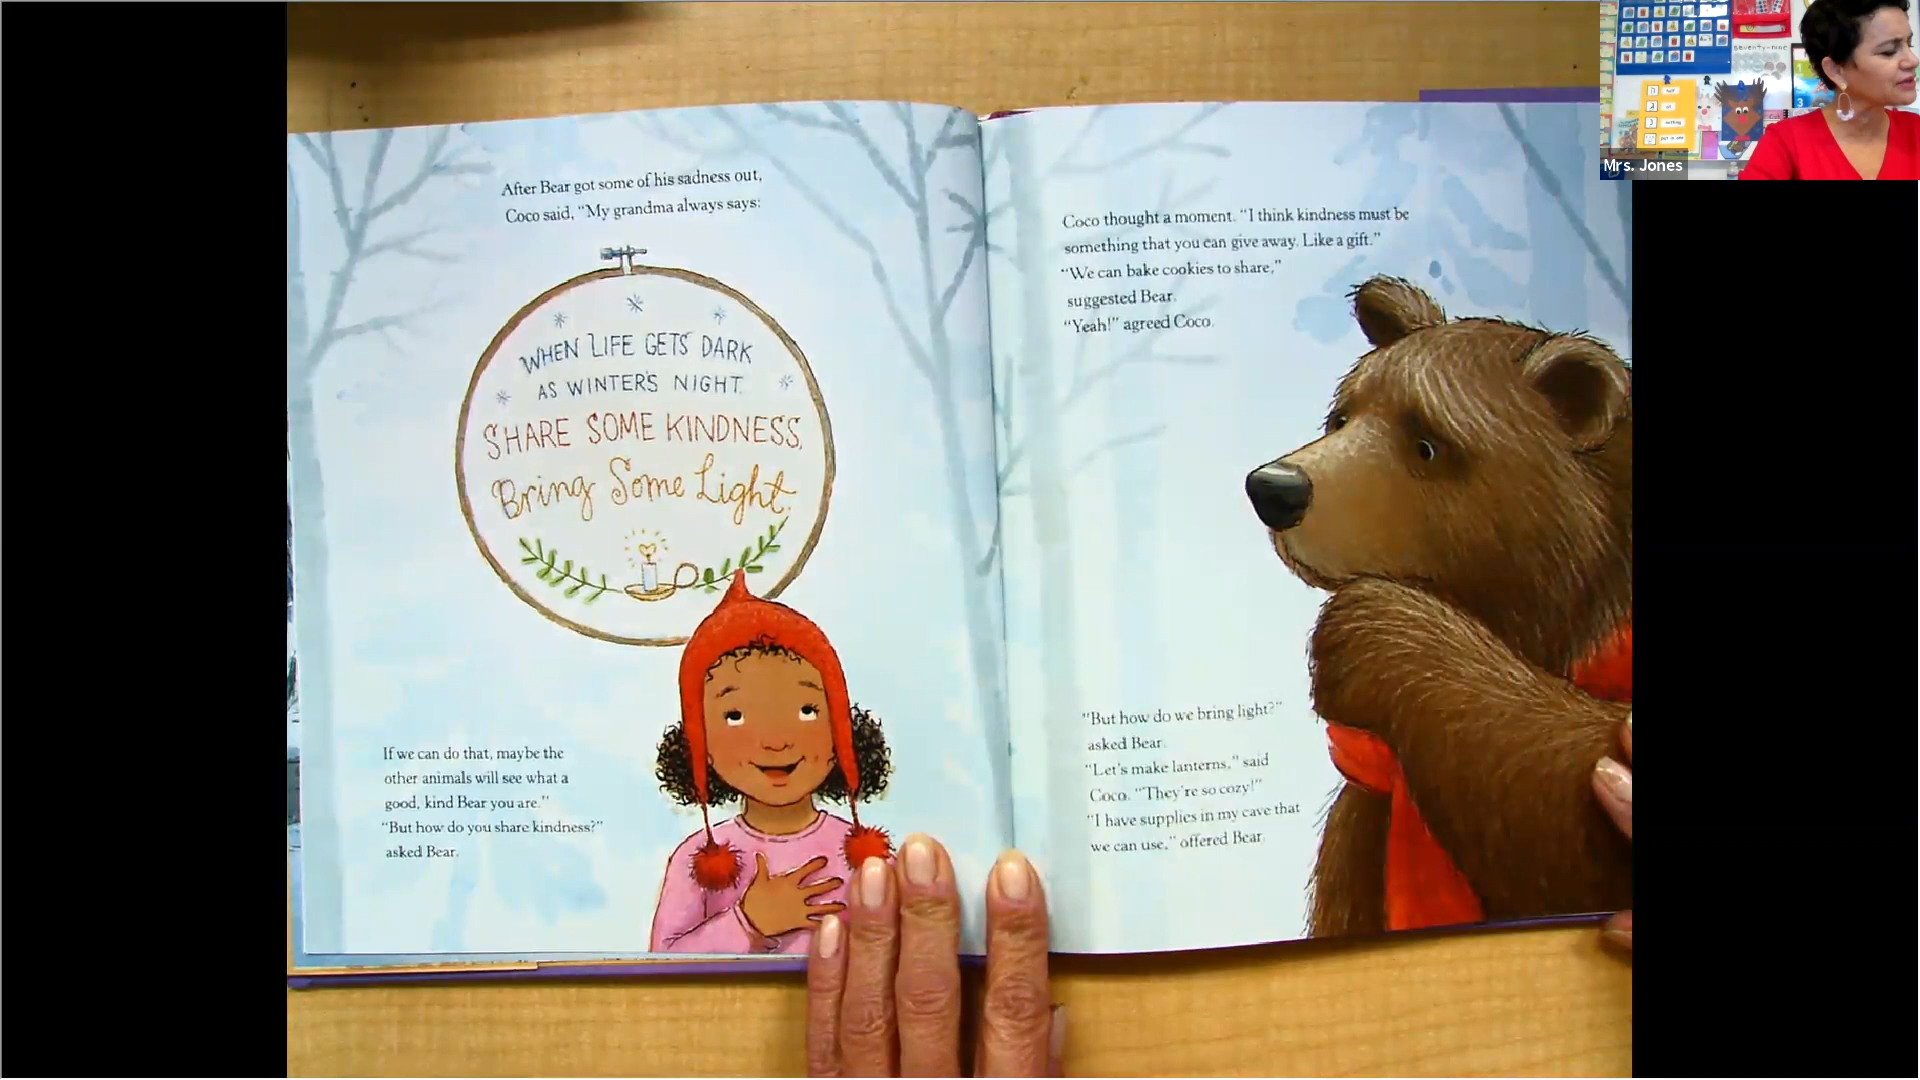 After Bear got some of his sadness out,
Coco said, “My grandma always says:
WHEN LIFE GETS DARK
AS WINTER'S NIGHT,
SHARE SOME KINDNESS,
Bring Some Light.
If we can do that, maybe the
other animals will see what a
good, kind Bear you are.”
“But how do you share kindness?”
asked Bear.
Coco thought a moment. “I think kindness must be
something that you can give away. Like a gift.”
“We can bake cookies to share,”
suggested Bear.
“Yeah!” agreed Coco.
“But how do we bring light?”
asked Bear.
“Let's make lanterns,” said
Coco. “They're so cozy!”
“I have supplies in my cave that
we can use,” offered Bear.
seventy-nine
Mrs. Jones